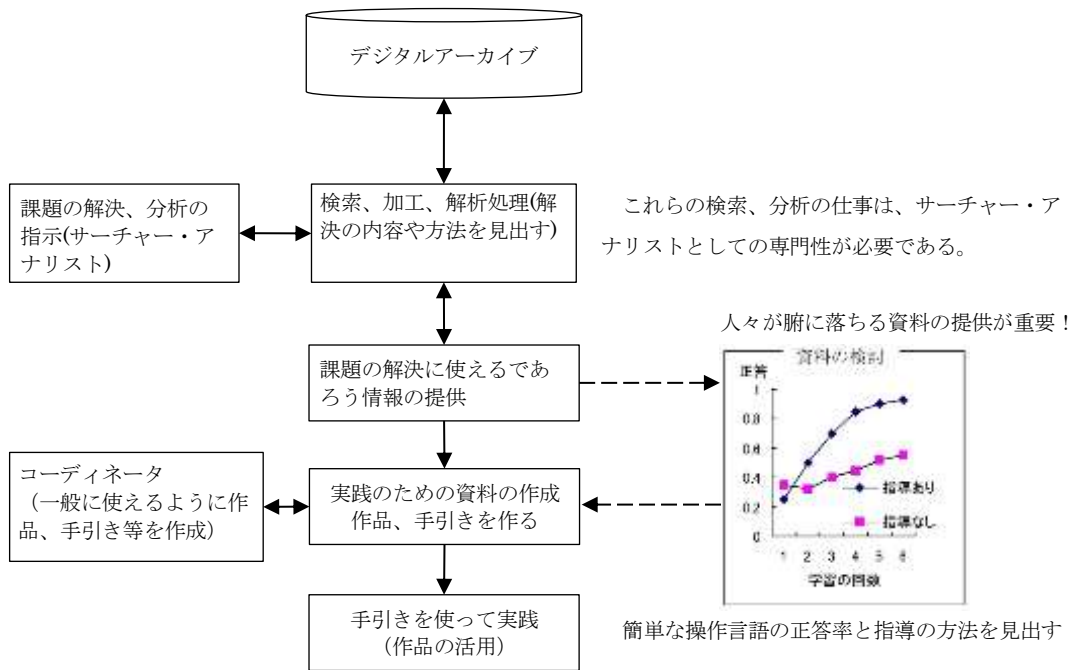 デジタルアーカイブ
課題の解決、分析の
指示(サーチャー・ア
ナリスト)
検索、加工、解析処理(解
決の内容や方法を見出す)
これらの検索、分析の仕事は、サーチャー・ア
ナリストとしての専門性が必要である。
人々が腑に落ちる資料の提供が重要！
課題の解決に使えるであ
ろう情報の提供
資料の検討
正答
1
0.8
0.6
0.4
0.2
0
1 2 3 4 5 6
指導あり
指導なし
学習の回数
コーディネータ
（一般に使えるように作
品、手引き等を作成）
実践のための資料の作成
作品、手引きを作る
手引きを使って実践
（作品の活用）
簡単な操作言語の正答率と指導の方法を見出す